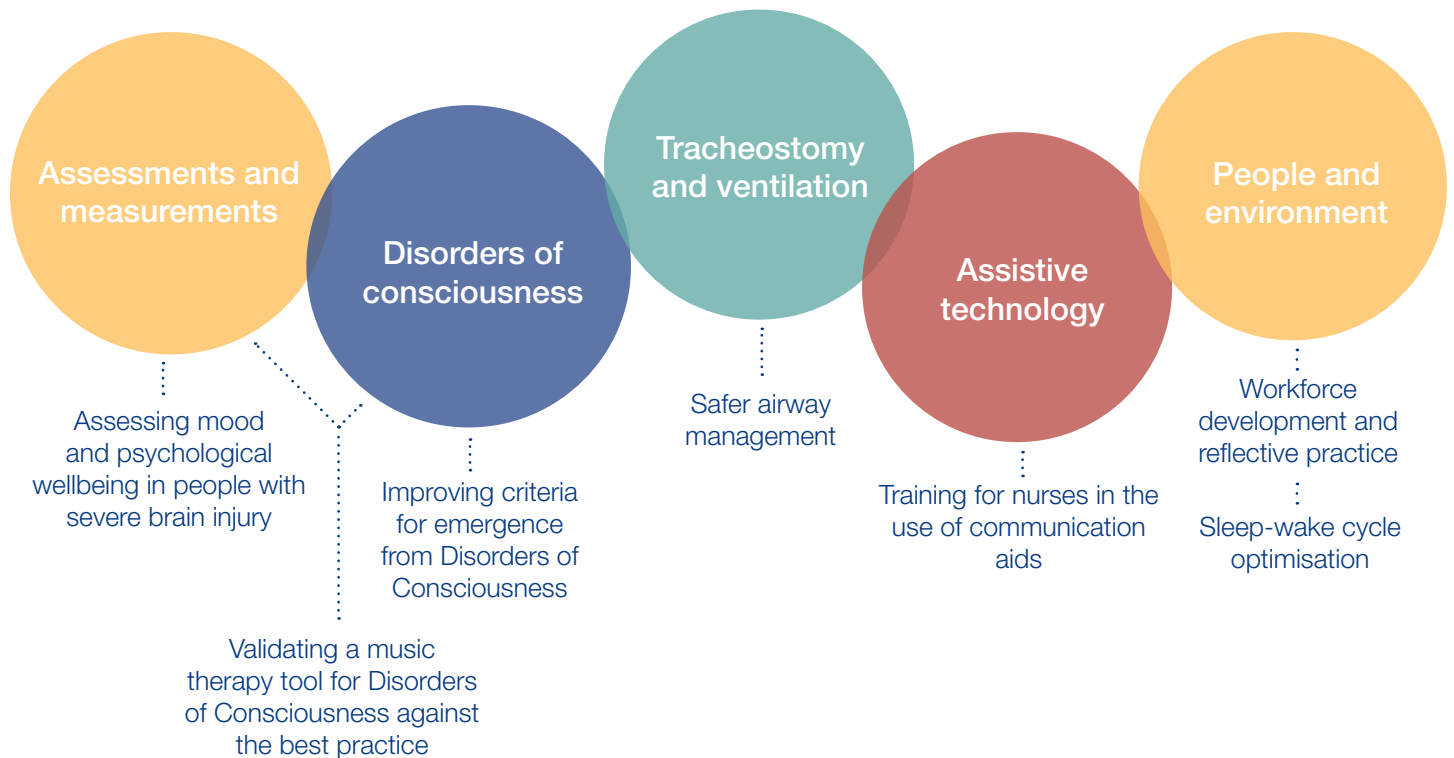 Assessments and
measurements
Disorders of
consciousness
Tracheostomy
and ventilation
Assistive
technology
People and
environment
Assessing mood
and psychological
wellbeing in people with
severe brain injury
Validating a music
therapy tool for Disorders
of Consciousness against
the best practice
Improving criteria
for emergence
from Disorders of
Consciousness
Safer airway
management
Training for nurses in the
use of communication
aids
Workforce
development and
reflective practice
Sleep-wake cycle
optimisation